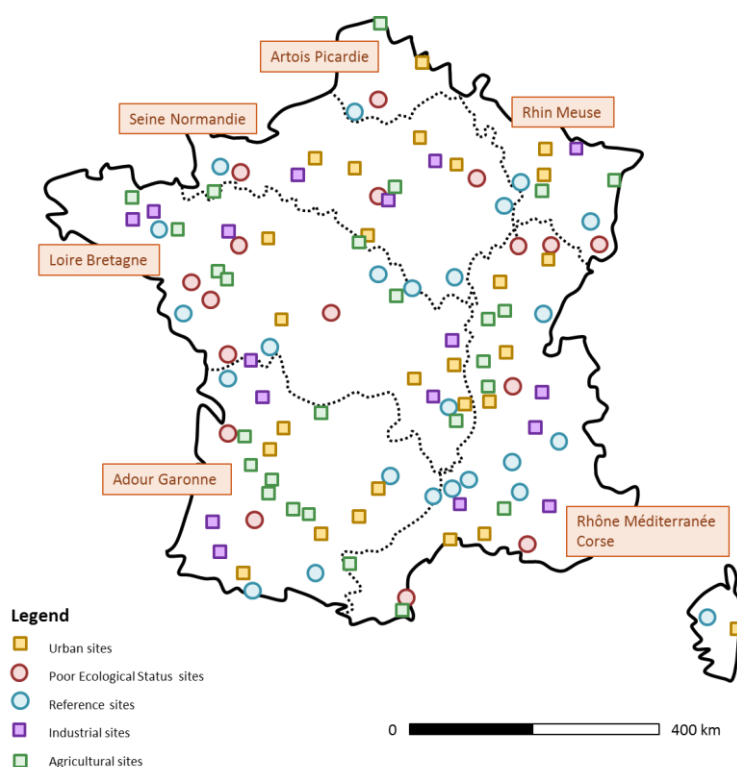 Artois Picardie
Seine Normandie
Rhin Meuse
Loire Bretagne
Adour Garonne
Rhône Méditerranée
Corse
Legend
Urban sites
Poor Ecological Status sites
Reference sites
Industrial sites
Agricultural sites
0
400 km